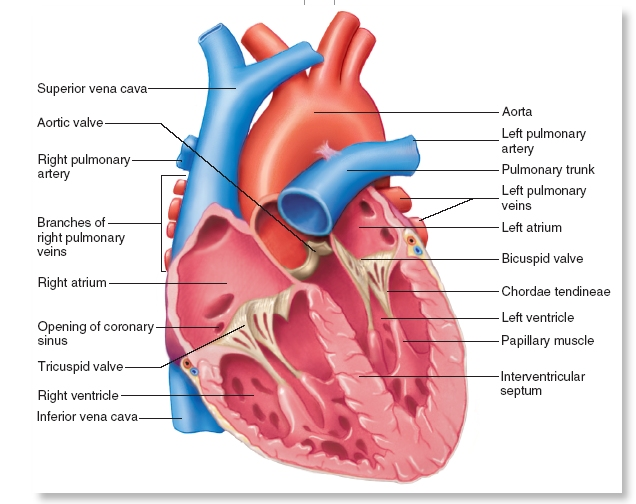 Superior vena cava
Aortic valve
Right pulmonary
artery
Branches of
right pulmonary
veins
Right atrium
Opening of coronary
sinus
Tricuspid valve
Right ventricle
Inferior vena cava
Aorta
Left pulmonary
artery
Pulmonary trunk
Left pulmonary
veins
Left atrium
Bicuspid valve
Chordae tendineae
Left ventricle
Papillary muscle
Interventricular
septum